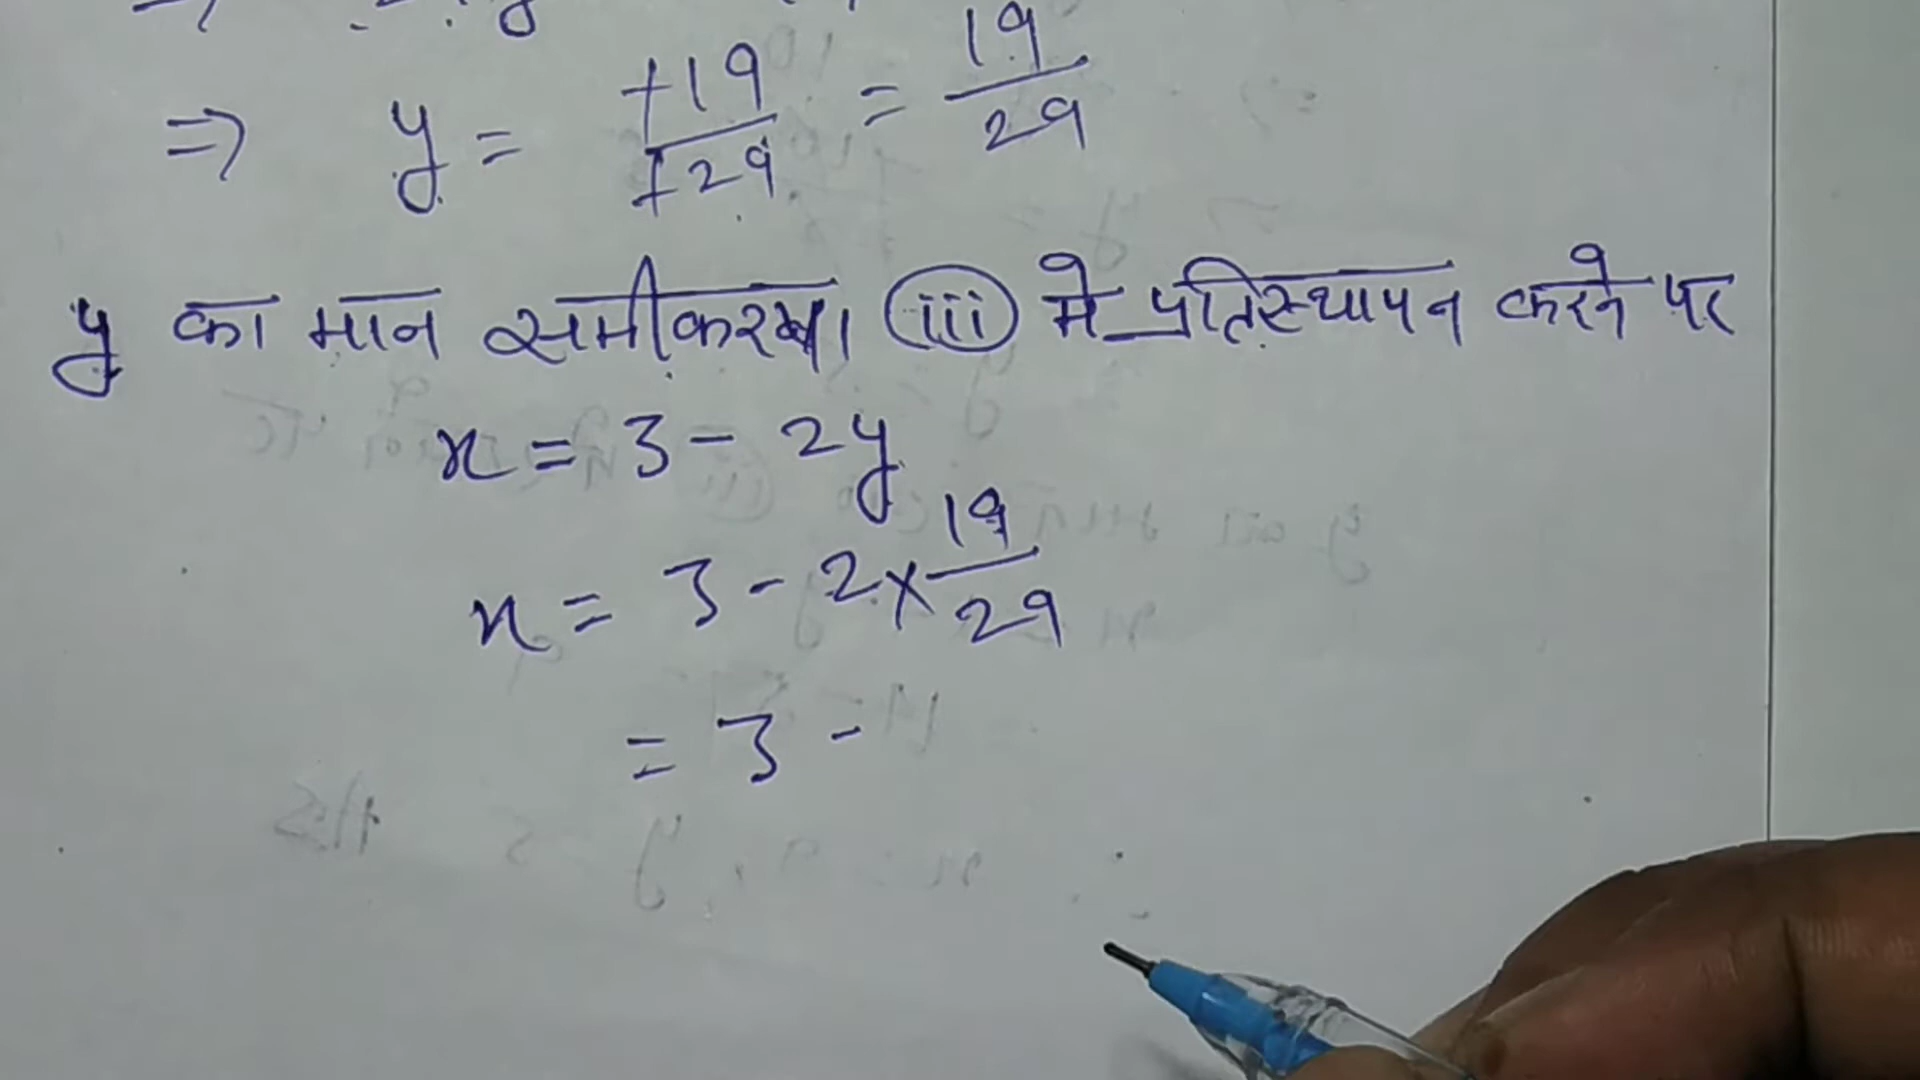 ⇒ y = +19/+29 = 19/29
y का मान समीकरण (iii) मे प्रतिस्थापन करने पर
x = 3 - 2y
x = 3 - 2 × 19/29
= 3 -